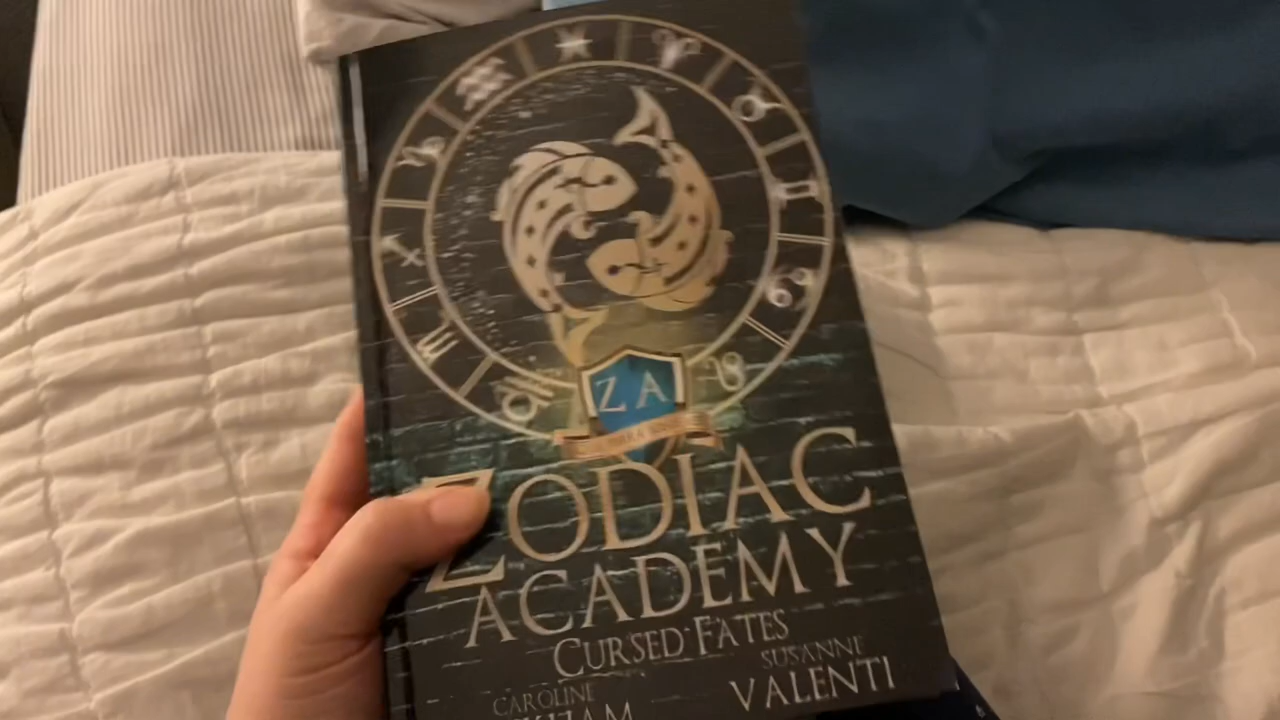 ZA
ZODIAC
ACADEMY
CURSED FATES
SUSANNE
VALENTI
CAROLINE